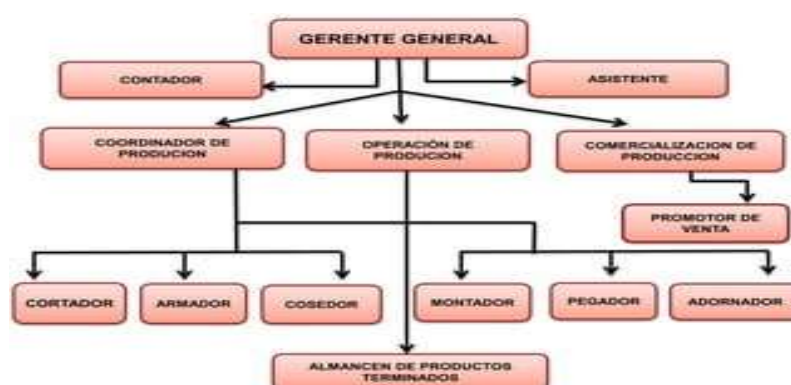 GERENTE GENERAL
CONTADOR
ASISTENTE
COORDINADOR DE
PRODUCION
OPERACIÓN DE
PRODUCION
COMERCIALIZACION DE
PRODUCCION
PROMOTOR DE
VENTA
CORTADOR
ARMADOR
COSEDOR
MONTADOR
PEGADOR
ADORNADOR
ALMANCEN DE PRODUCTOS
TERMINADOS